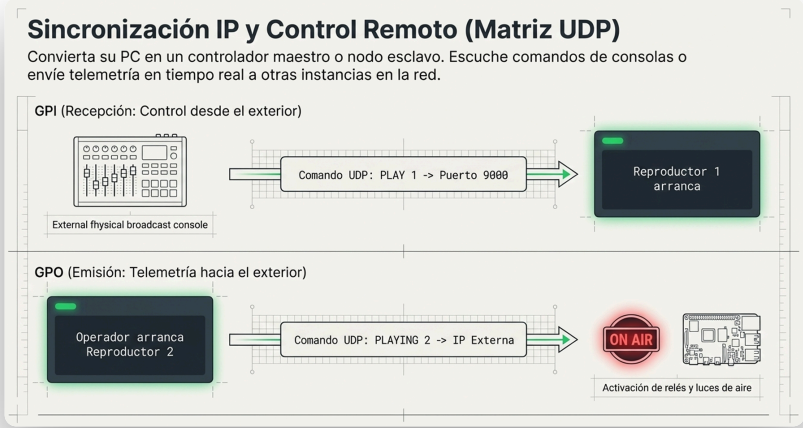 Sincronización IP y Control Remoto (Matriz UDP)
Convierta su PC en un controlador maestro o nodo esclavo. Escuche comandos de consolas o
envíe telemetría en tiempo real a otras instancias en la red.
GPI (Recepción: Control desde el exterior)
Comando UDP: PLAY 1 -> Puerto 9000
Reproductor 1
arranca
External fhysical broadcast console
GPO (Emisión: Telemetría hacia el exterior)
Operador arranca
Reproductor 2
Comando UDP: PLAYING 2 -> IP Externa
ON AIR
Activación de relés y luces de aire